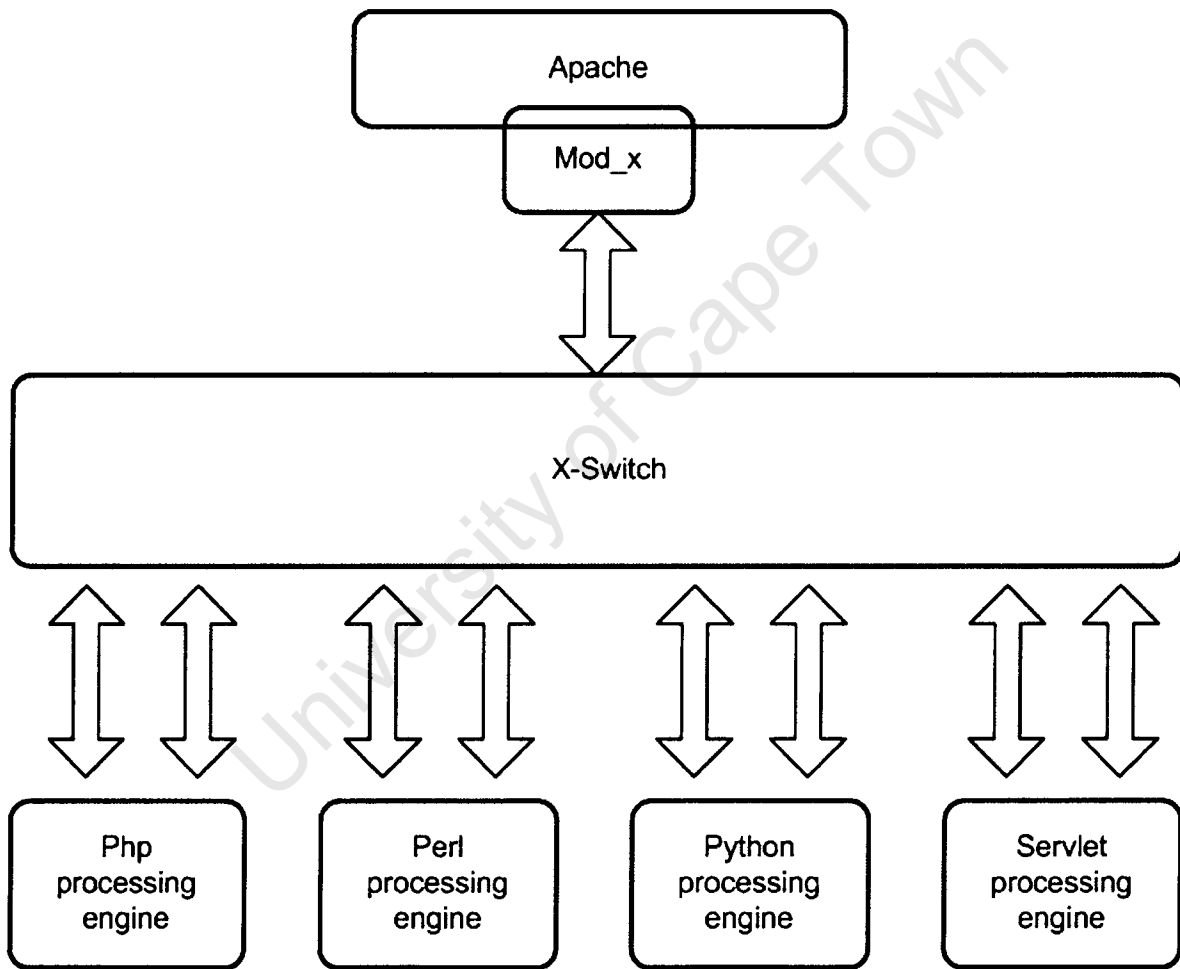 Apache
Mod_x
X-Switch
Php
processing
engine
Perl
processing
engine
Python
processing
engine
Servlet
processing
engine
University of Cape Town